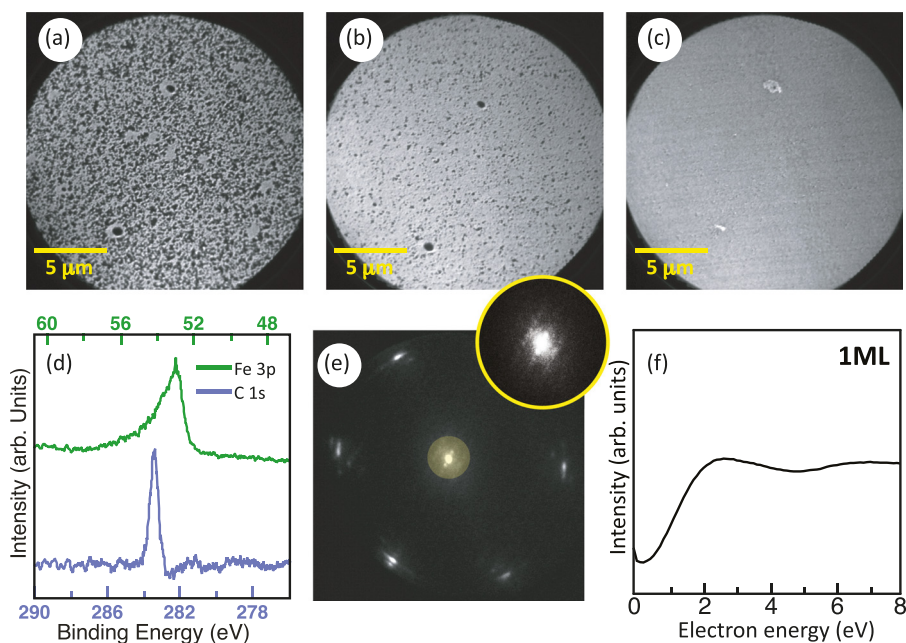 (a)
(b)
(c)
5 μm
5 μm
5 μm
60 56 52 48
(d)
Fe 3p
C 1s
Intensity (arb. Units)
290 286 282 278
Binding Energy (eV)
(e)
(f)
1ML
Intensity (arb. units)
0 2 4 6 8
Electron energy (eV)